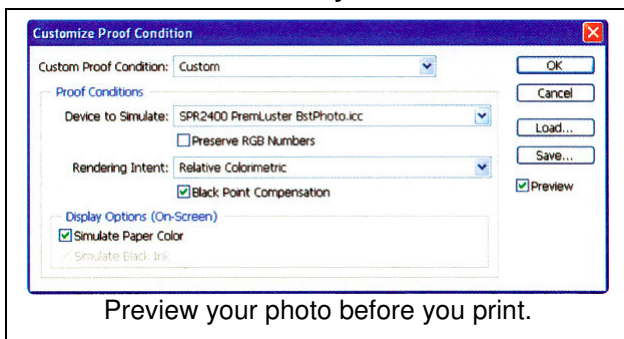 Customize Proof Condition
Custom Proof Condition: Custom
OK
Proof Conditions
Cancel
Device to Simulate: SPR2400 PremLuster BstPhoto.icc
Load...
Preserve RGB Numbers
Save...
Rendering Intent: Relative Colorimetric
Preview
Black Point Compensation
Display Options (On-Screen)
Simulate Paper Color
Simulate Black Ink
Preview your photo before you print.